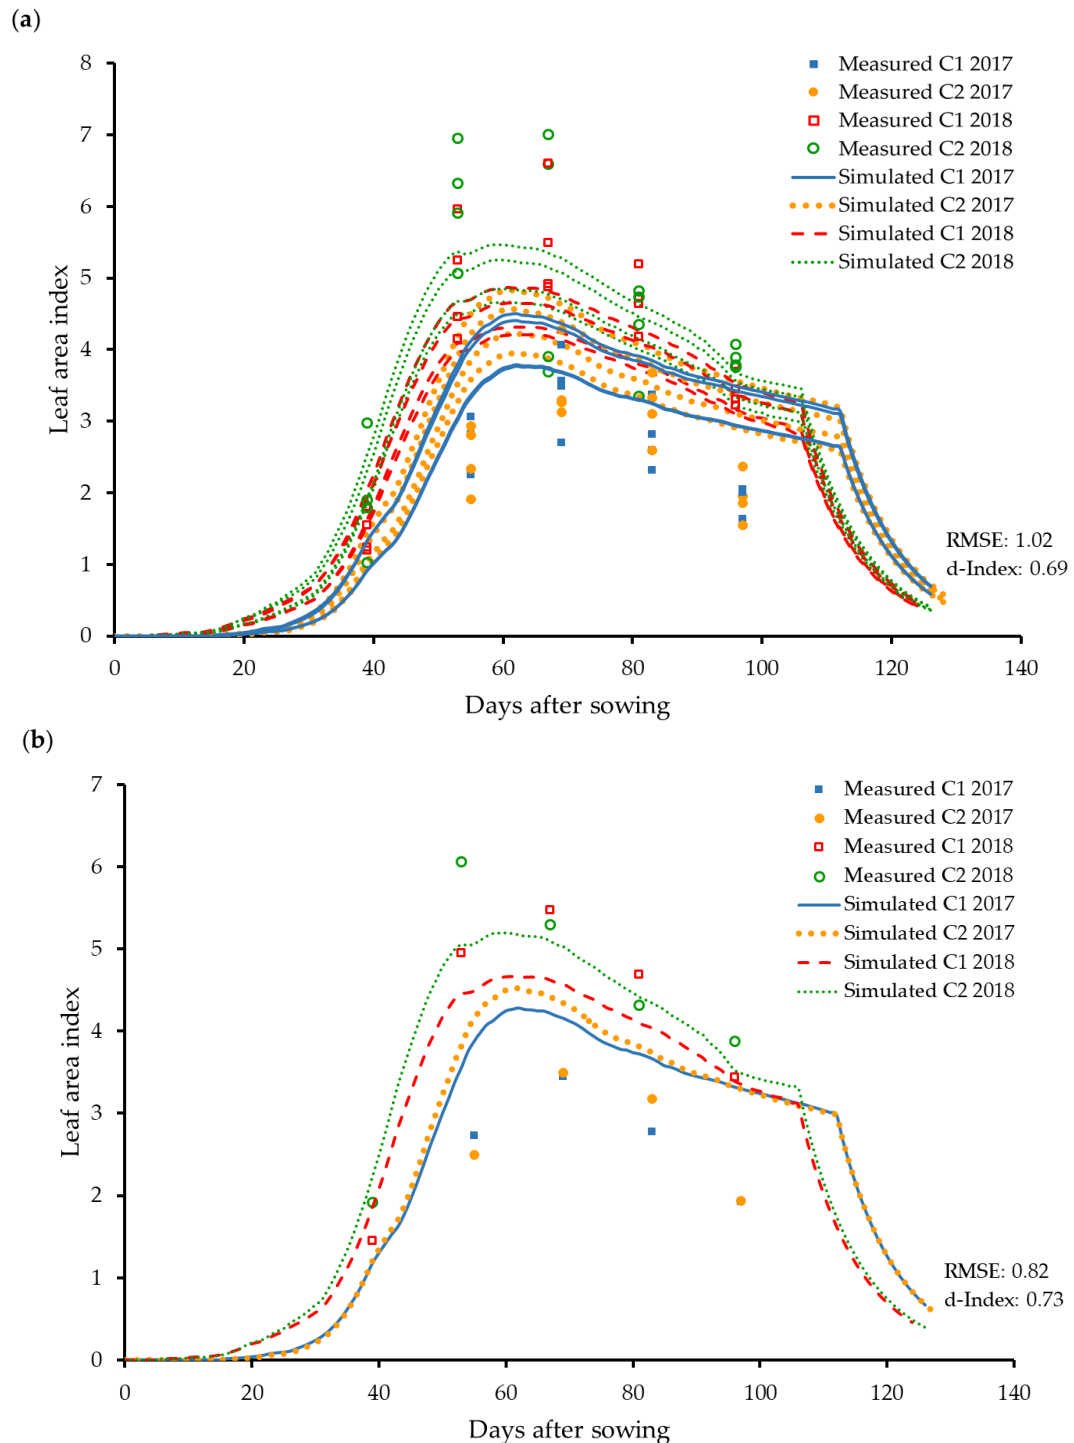 (a)
8
7
6
5
4
3
2
1
0
Leaf area index
Measured C1 2017
Measured C2 2017
Measured C1 2018
Measured C2 2018
Simulated C1 2017
Simulated C2 2017
Simulated C1 2018
Simulated C2 2018
RMSE: 1.02
d-Index: 0.69
0 20 40 60 80 100 120 140
Days after sowing
(b)
7
6
5
4
3
2
1
0
Leaf area index
Measured C1 2017
Measured C2 2017
Measured C1 2018
Measured C2 2018
Simulated C1 2017
Simulated C2 2017
Simulated C1 2018
Simulated C2 2018
RMSE: 0.82
d-Index: 0.73
0 20 40 60 80 100 120 140
Days after sowing